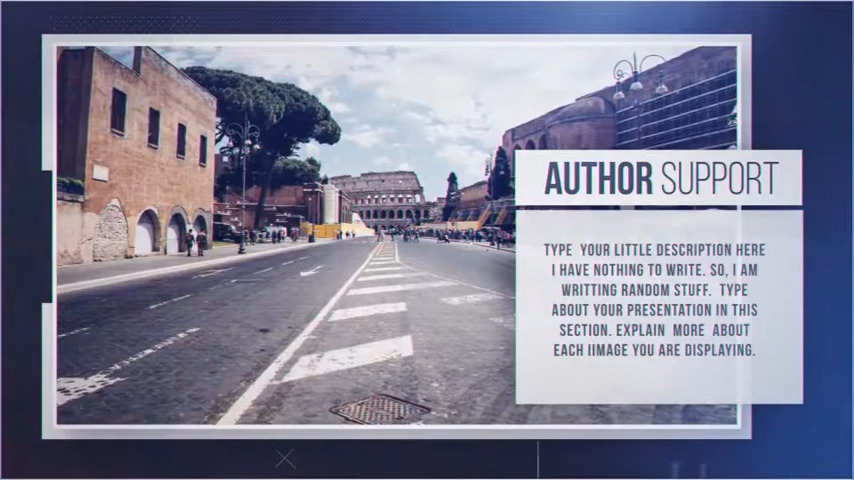 AUTHOR SUPPORT
TYPE YOUR LITTLE DESCRIPTION HERE
I HAVE NOTHING TO WRITE. SO, I AM
WRITTING RANDOM STUFF. TYPE
ABOUT YOUR PRESENTATION IN THIS
SECTION. EXPLAIN MORE ABOUT
EACH IIMAGE YOU ARE DISPLAYING.